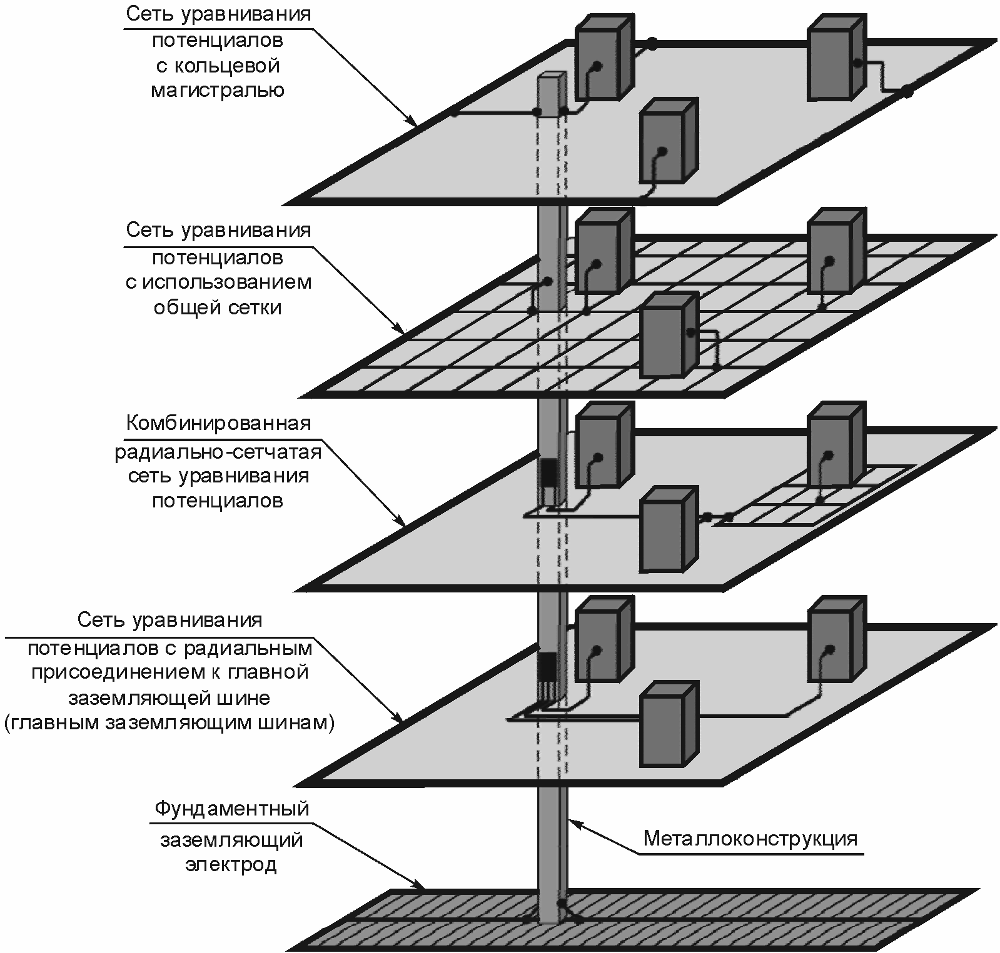 Сеть уравнивания
потенциалов
с кольцевой
магистралью
Сеть уравнивания
потенциалов
с использованием
общей сетки
Комбинированная
радиально-сетчатая
сеть уравнивания
потенциалов
Сеть уравнивания
потенциалов с радиальным
присоединением к главной
заземляющей шине
(главным заземляющим шинам)
Фундаментный
заземляющий
электрод
Металлоконструкция